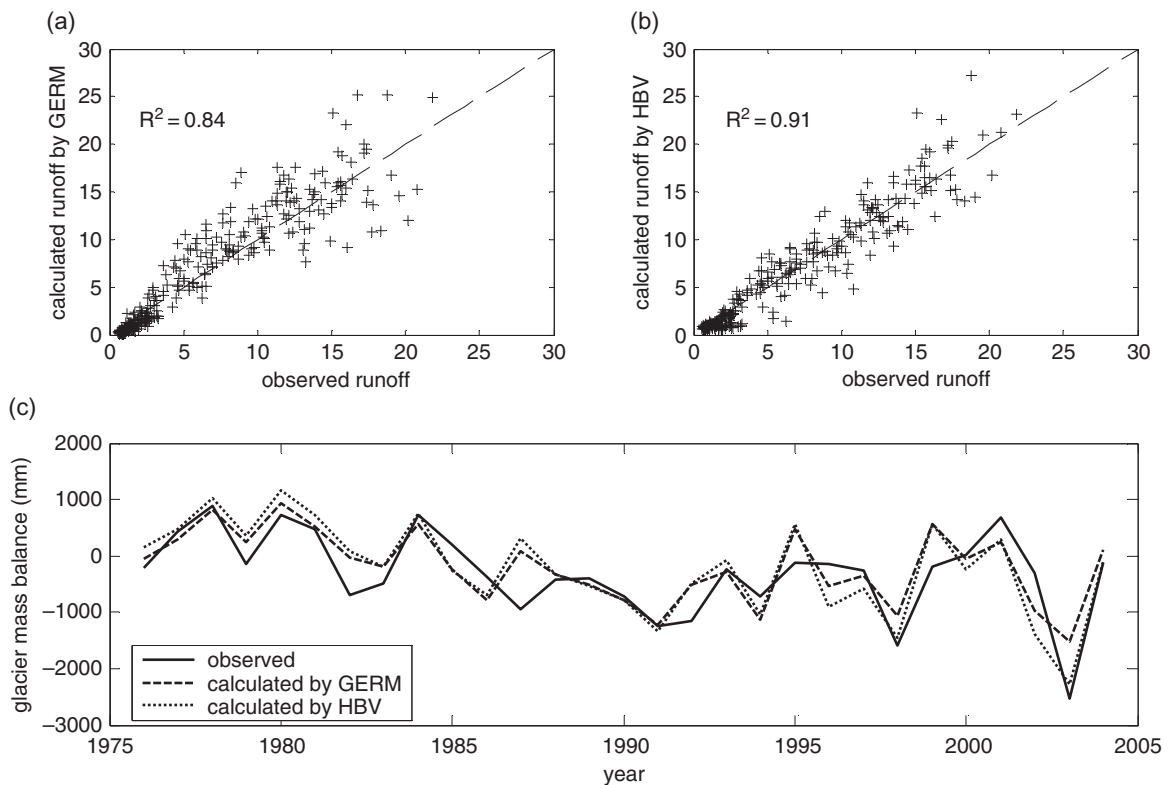 (a)
calculated runoff by GERM
30
25
20
15
10
5
0
R² = 0.84
0 5 10 15 20 25 30
observed runoff
(b)
calculated runoff by HBV
30
25
20
15
10
5
0
R² = 0.91
0 5 10 15 20 25 30
observed runoff
(c)
glacier mass balance (mm)
2000
1000
0
−1000
−2000
−3000
observed
calculated by GERM
calculated by HBV
1975 1980 1985 1990 1995 2000 2005
year